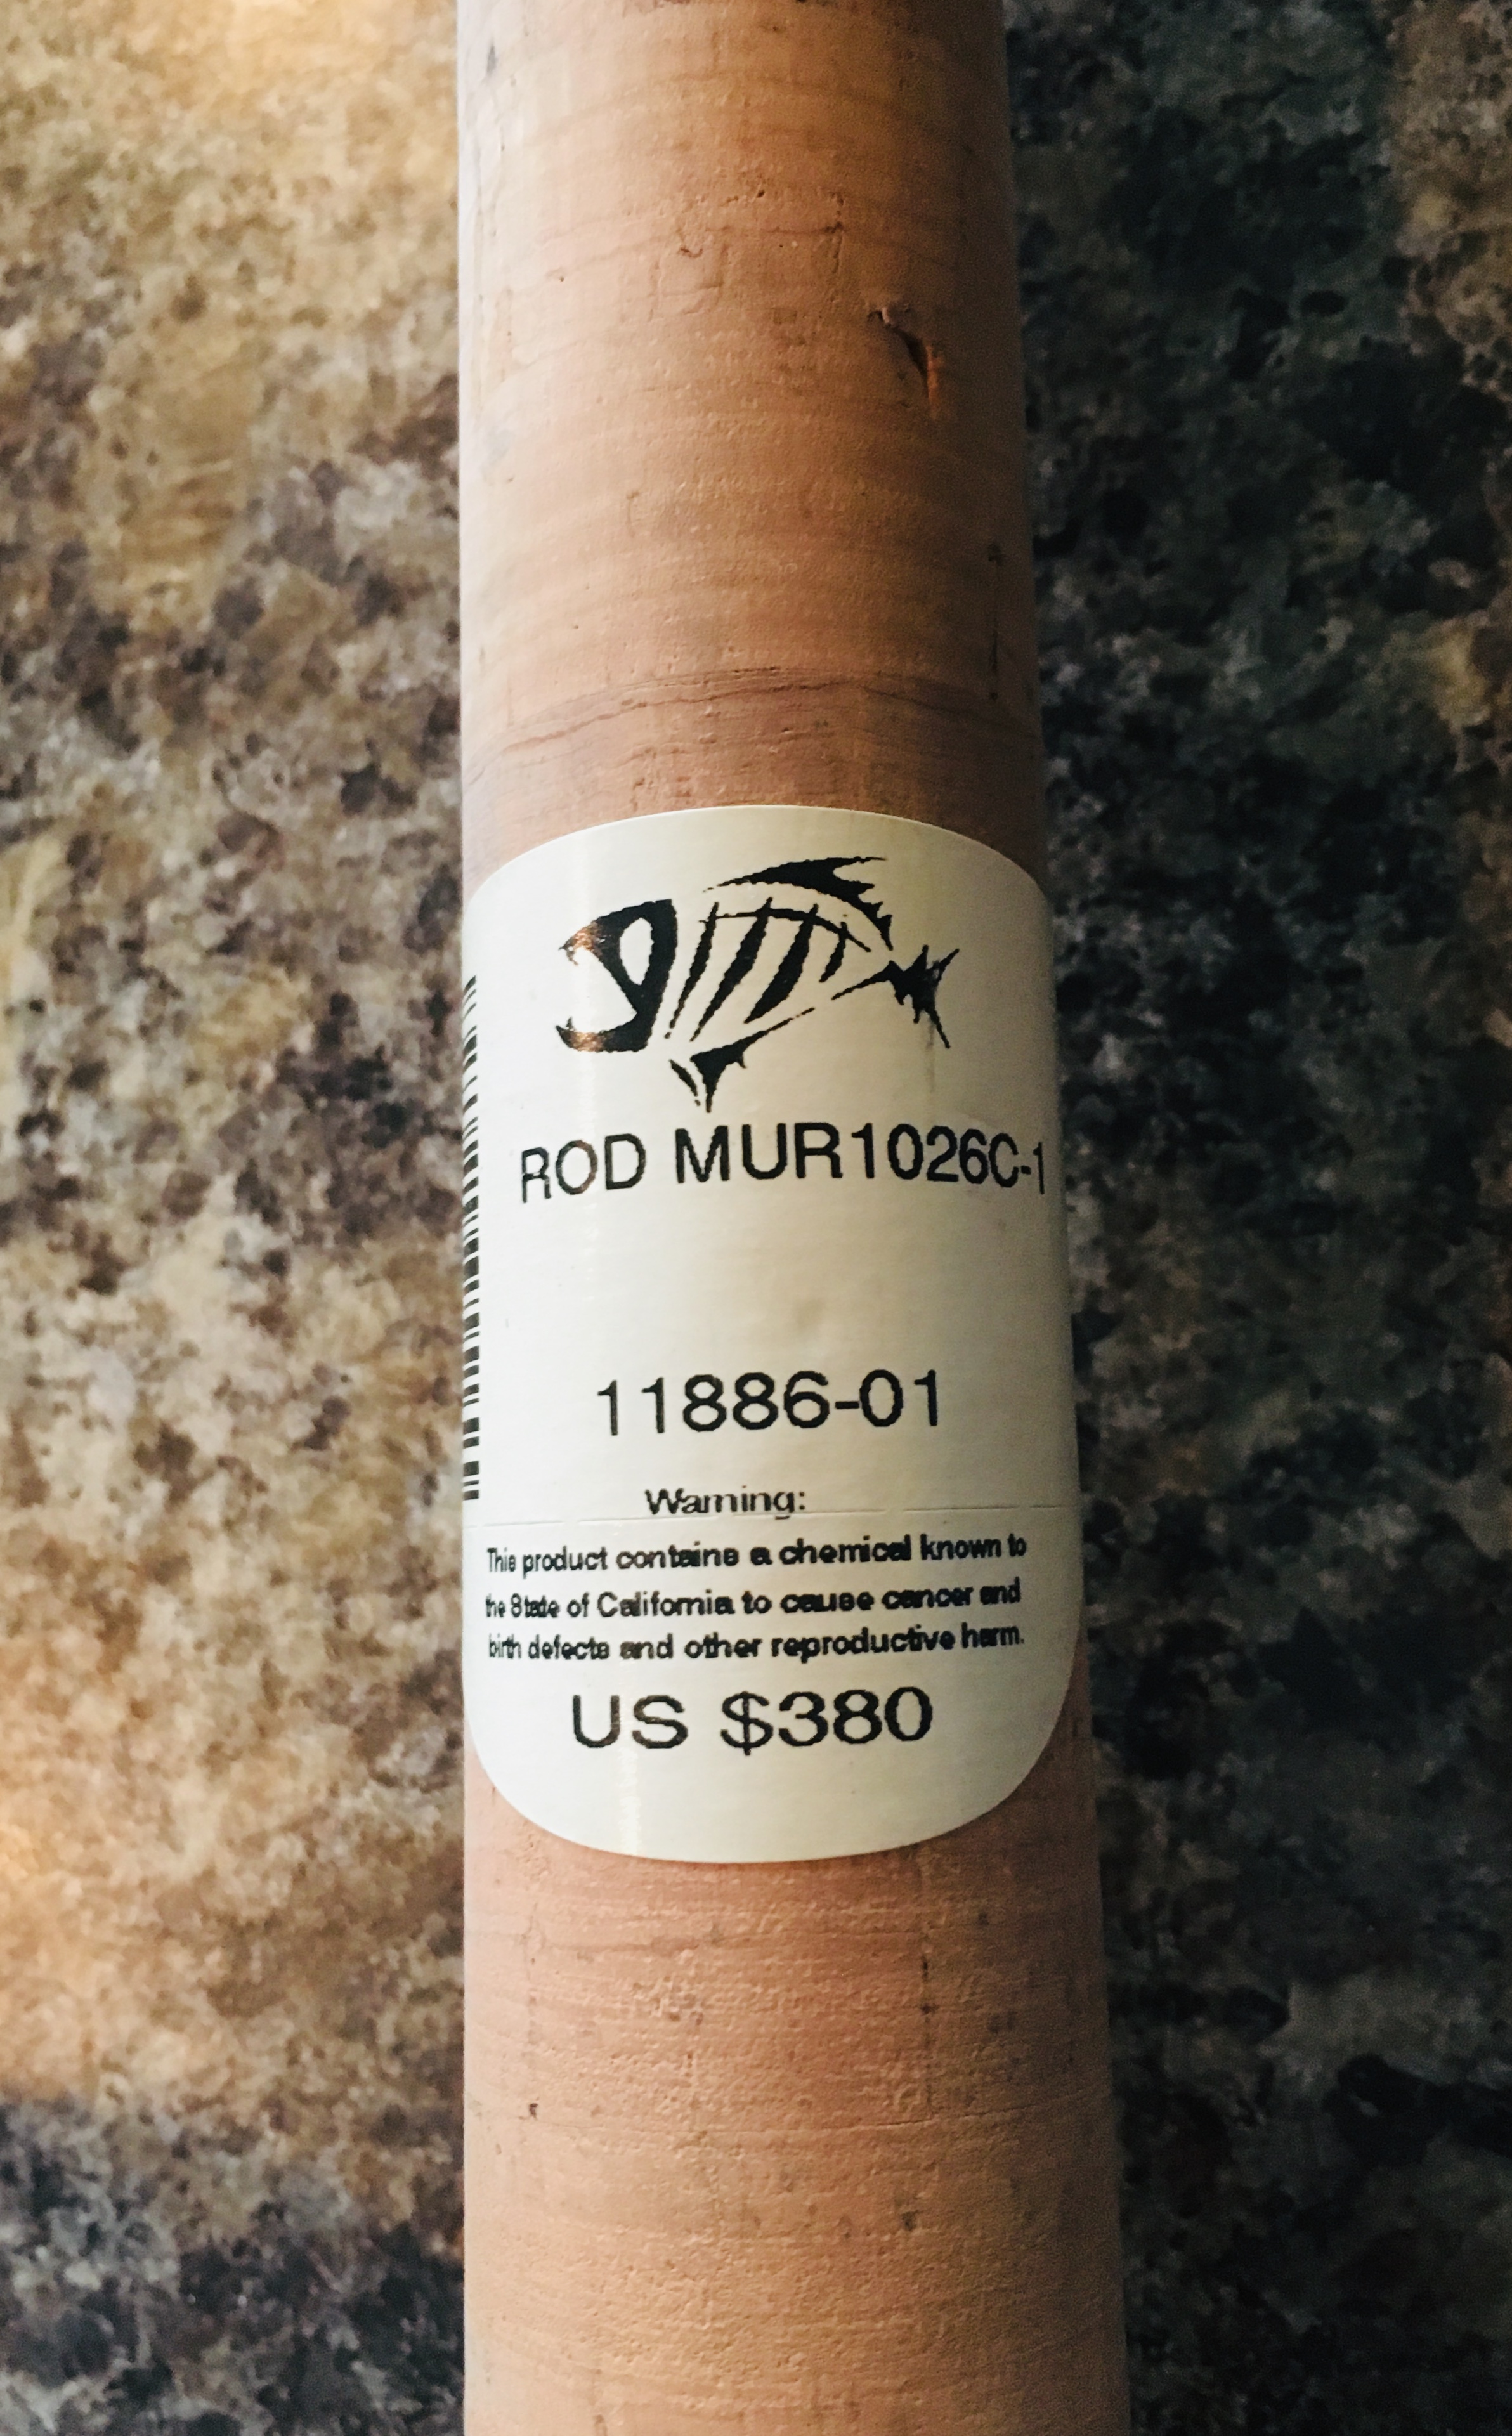 ROD MUR1026C-1
11886-01
Warning:
This product contains a chemical known to
the State of California to cause cancer and
birth defects and other reproductive harm.
US $380